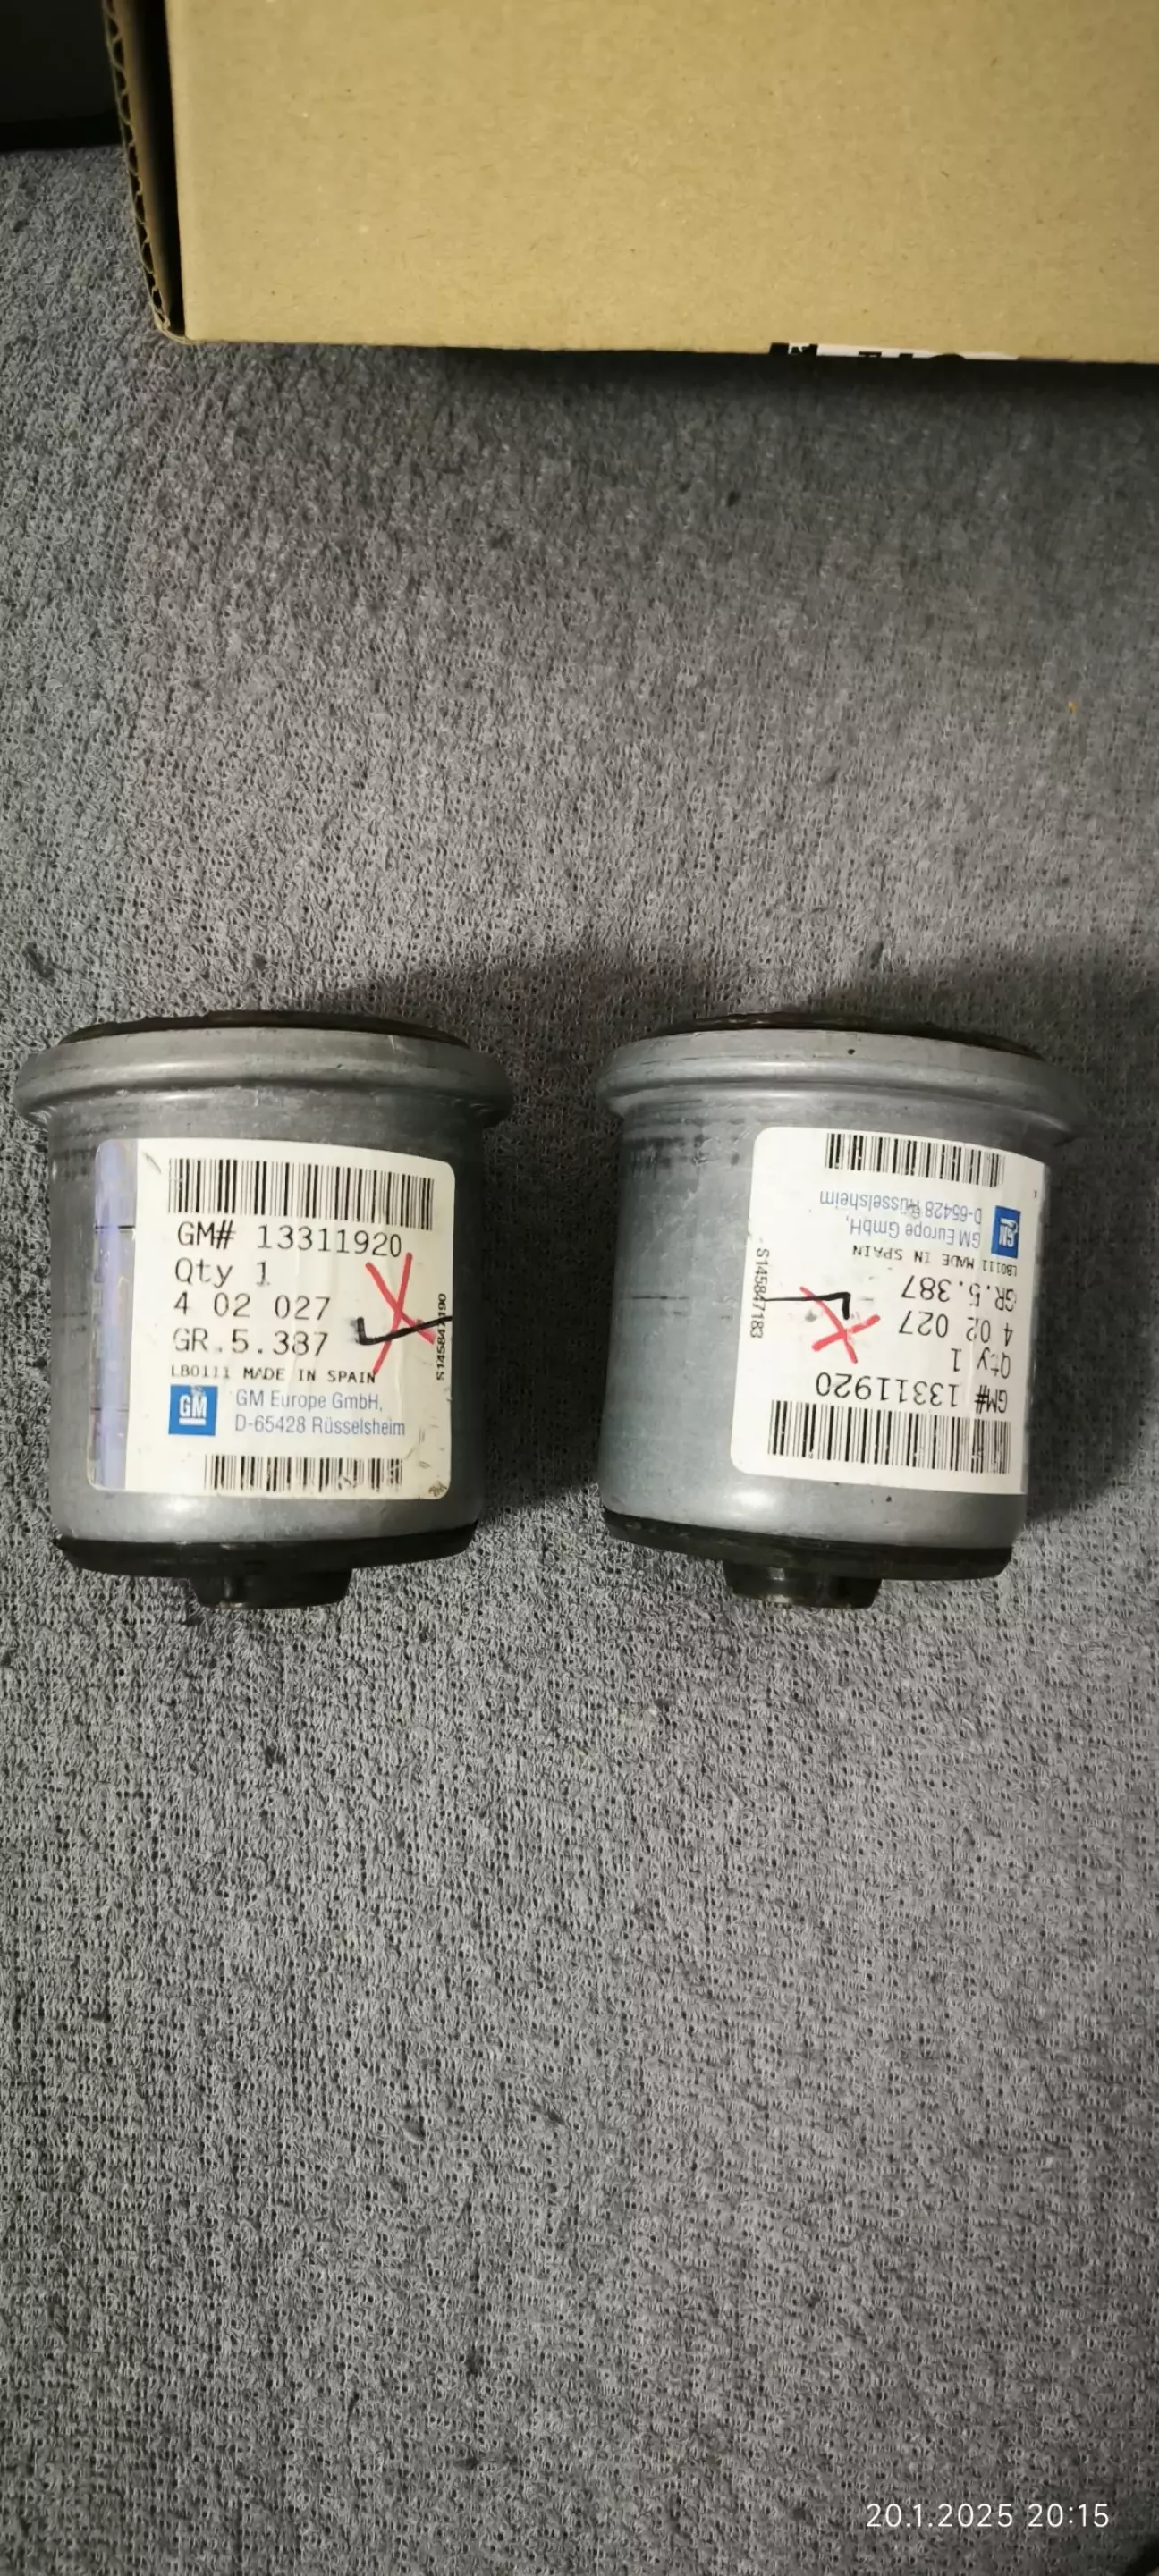 GM# 13311920
Qty 1
4 02 027
GR.5.387
LB0111 MADE IN SPAIN
GM
GM Europe GmbH,
D-65428 Rüsselsheim
S145847190
GM# 13311920
Qty 1
4 02 027
GR.5.387
LB0111 MADE IN SPAIN
GM
GM Europe GmbH,
D-65428 Rüsselsheim
S145847183
20.1.2025 20:15